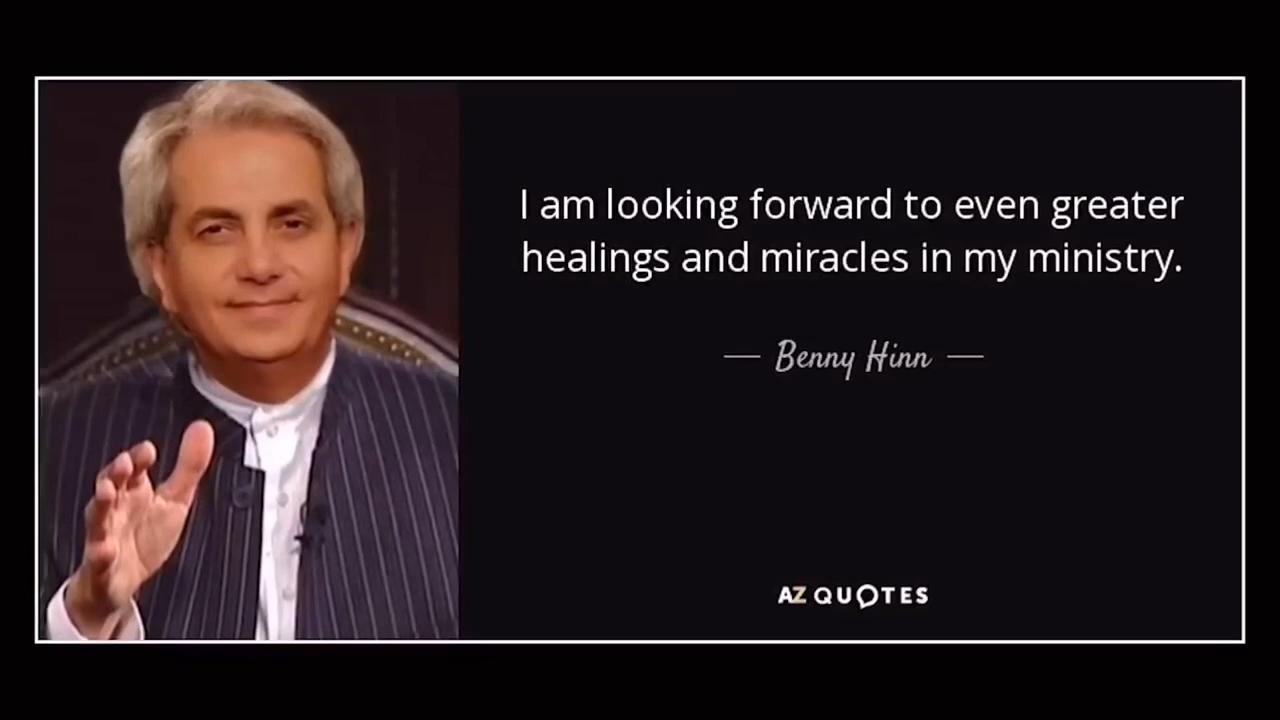 I am looking forward to even greater
healings and miracles in my ministry.
— Benny Hinn —
AZ QUOTES